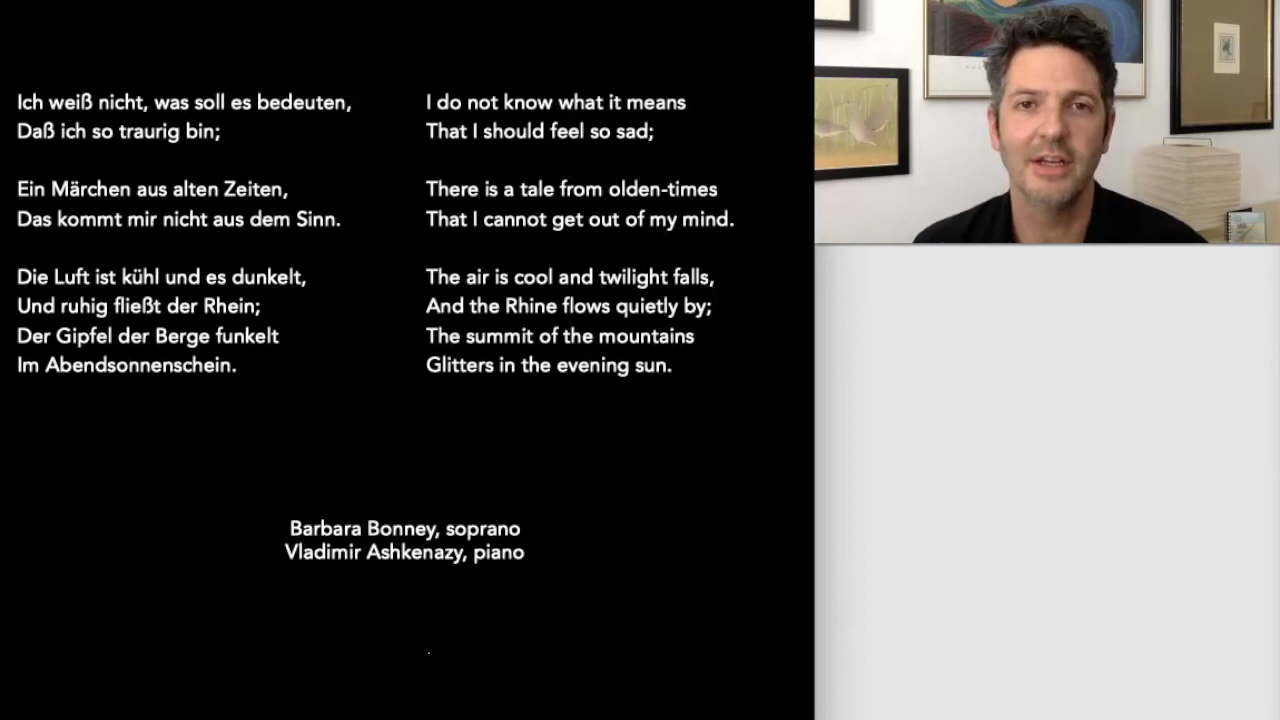 Ich weiß nicht, was soll es bedeuten,
Daß ich so traurig bin;
Ein Märchen aus alten Zeiten,
Das kommt mir nicht aus dem Sinn.
Die Luft ist kühl und es dunkelt,
Und ruhig fließt der Rhein;
Der Gipfel der Berge funkelt
Im Abendsonnenschein.
I do not know what it means
That I should feel so sad;
There is a tale from olden-times
That I cannot get out of my mind.
The air is cool and twilight falls,
And the Rhine flows quietly by;
The summit of the mountains
Glitters in the evening sun.
Barbara Bonney, soprano
Vladimir Ashkenazy, piano